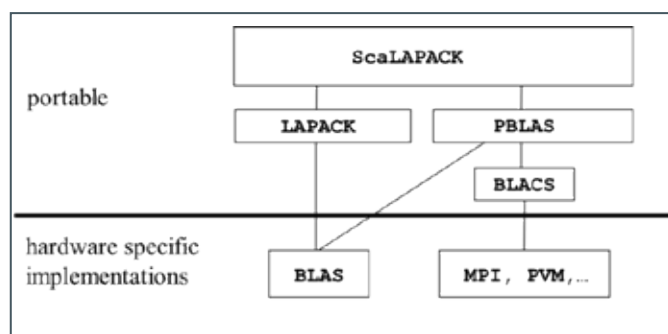 ScaLAPACK
portable
LAPACK
PBLAS
BLACS
hardware specific
implementations
BLAS
MPI, PVM,…